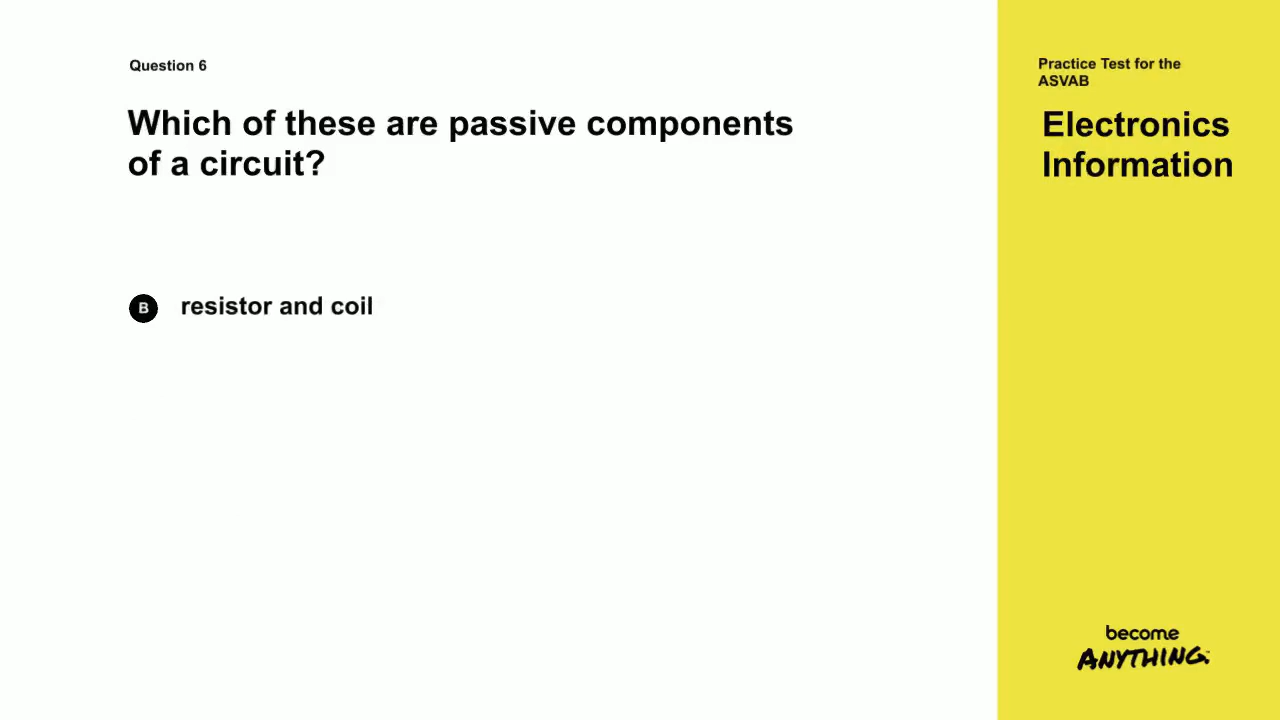 Question 6
Which of these are passive components
of a circuit?
B resistor and coil
Practice Test for the
ASVAB
Electronics
Information
become
ANYTHING.